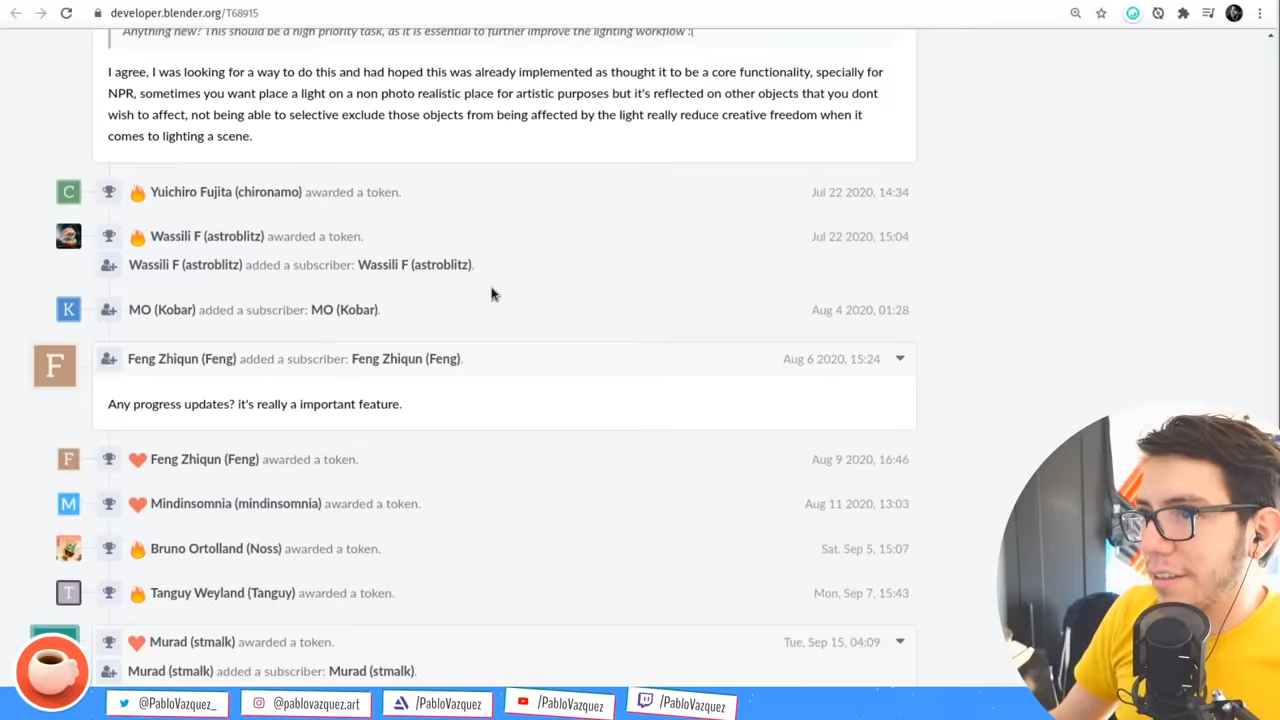 developer.blender.org/T68915
Anything new? This should be a high priority task, as it is essential to further improve the lighting workflow :(
I agree, I was looking for a way to do this and had hoped this was already implemented as thought it to be a core functionality, specially for
NPR, sometimes you want place a light on a non photo realistic place for artistic purposes but it's reflected on other objects that you dont
wish to affect, not being able to selective exclude those objects from being affected by the light really reduce creative freedom when it
comes to lighting a scene.
C Yuichiro Fujita (chironamo) awarded a token. Jul 22 2020, 14:34
Wassili F (astroblitz) awarded a token. Jul 22 2020, 15:04
Wassili F (astroblitz) added a subscriber: Wassili F (astroblitz).
K MO (Kobar) added a subscriber: MO (Kobar). Aug 4 2020, 01:28
F Feng Zhiqun (Feng) added a subscriber: Feng Zhiqun (Feng). Aug 6 2020, 15:24
Any progress updates? it's really a important feature.
F Feng Zhiqun (Feng) awarded a token. Aug 9 2020, 16:46
M Mindinsomnia (mindinsomnia) awarded a token. Aug 11 2020, 13:03
Bruno Ortolland (Noss) awarded a token. Sat. Sep 5, 15:07
T Tanguy Weyland (Tanguy) awarded a token. Mon, Sep 7, 15:43
Murad (stmalk) awarded a token. Tue, Sep 15, 04:09
Murad (stmalk) added a subscriber: Murad (stmalk).
@PabloVazquez_ @pablovazquez.art /PabloVazquez /PabloVazquez /PabloVazquez